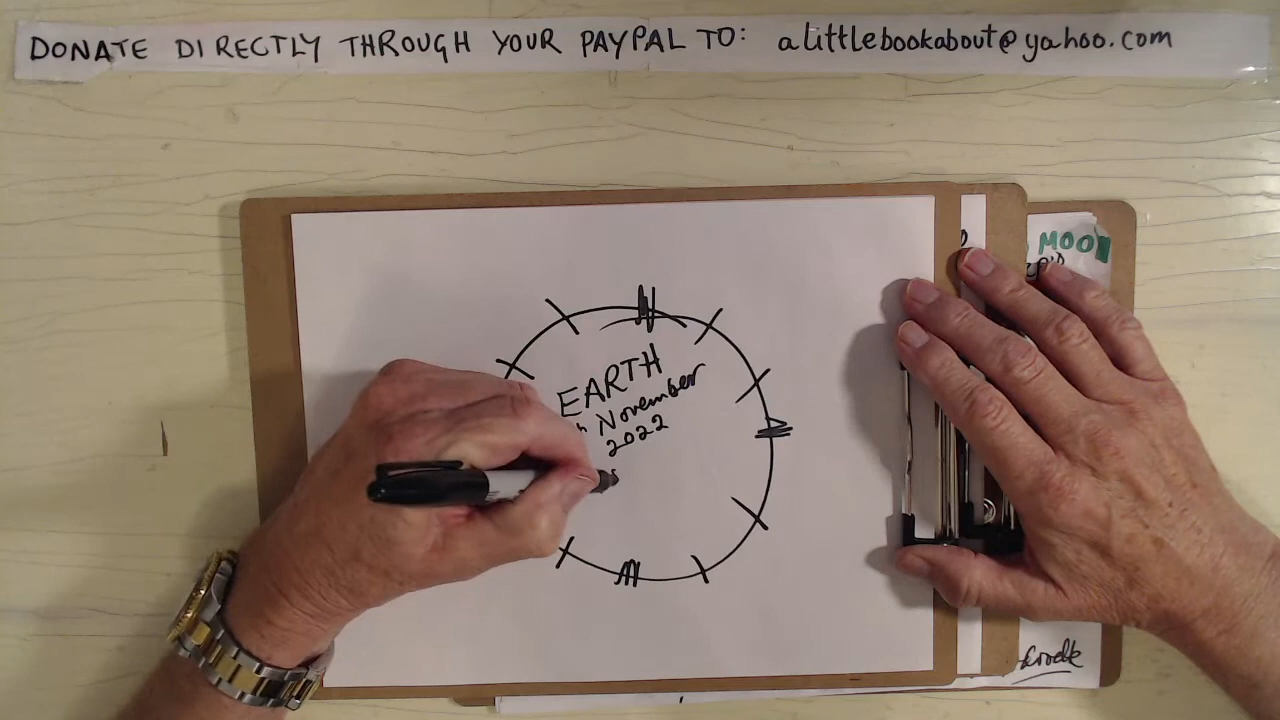 DONATE DIRECTLY THROUGH YOUR PAYPAL TO: alittlebookabout@yahoo.com
MOO
EARTH
November
2022